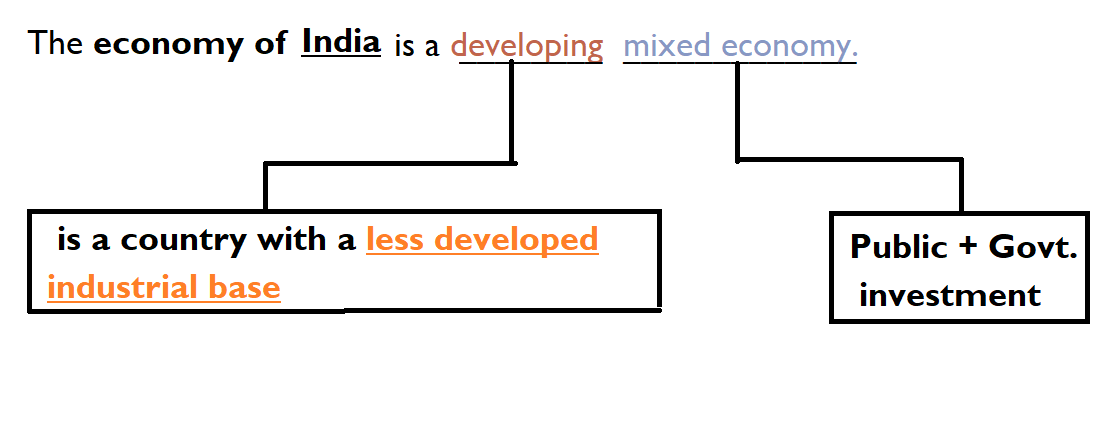 The economy of India is a developing mixed economy.
is a country with a less developed
industrial base
Public + Govt.
investment